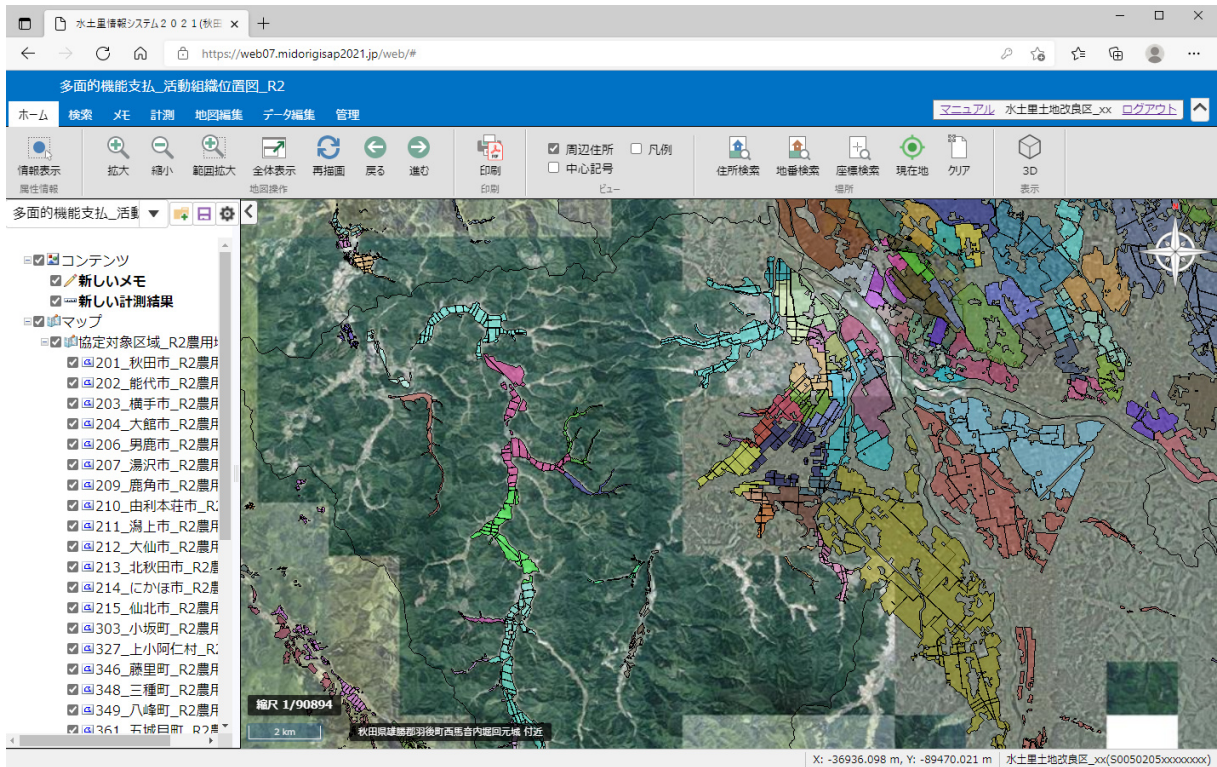 水土里情報システム２０２１(秋田
https://web07.midorigisap2021.jp/web/#
多面的機能支払_活動組織位置図_R2
ホーム 検索 メモ 計測 地図編集 データ編集 管理
マニュアル 水土里土地改良区_xx ログアウト
情報表示 拡大 縮小 範囲拡大 全体表示 再描画 戻る 進む 印刷
周辺住所 凡例
中心記号
住所検索 地番検索 座標検索 現在地 クリア 3D
属性情報 地図操作 印刷 ビュー 場所 表示
多面的機能支払_活動
コンテンツ
新しいメモ
新しい計測結果
マップ
協定対象区域_R2農用地
201_秋田市_R2農用
202_能代市_R2農用
203_横手市_R2農用
204_大館市_R2農用
206_男鹿市_R2農用
207_湯沢市_R2農用
209_鹿角市_R2農用
210_由利本荘市_R2
211_潟上市_R2農用
212_大仙市_R2農用
213_北秋田市_R2農
214_にかほ市_R2農
215_仙北市_R2農用
303_小坂町_R2農用
327_上小阿仁村_R2
346_藤里町_R2農用
348_三種町_R2農用
349_八峰町_R2農用
361_五城目町_R2農
縮尺 1/90894
2 km
秋田県雄勝郡羽後町西馬音内堀回元城 付近
X: -36936.098 m, Y: -89470.021 m
水土里土地改良区_xx(S0050205xxxxxxxx)